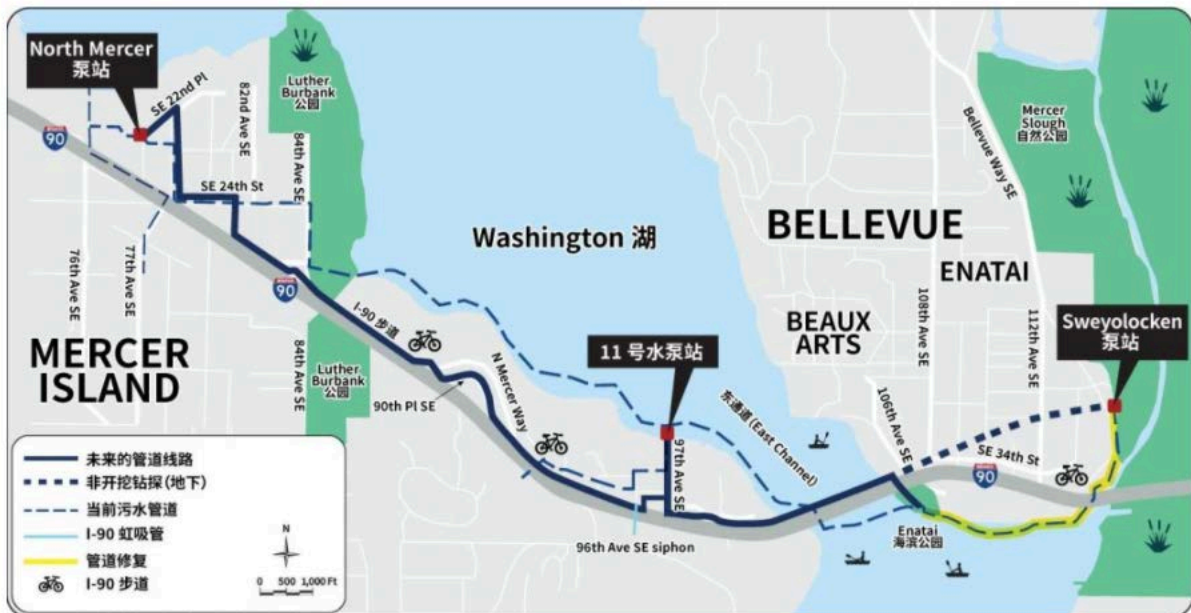 North Mercer
泵站
SE 22nd Pl
82nd Ave SE
Luther
Burbank
公园
84th Ave SE
90
SE 24th St
76th Ave SE
77th Ave SE
90
MERCER
ISLAND
84th Ave SE
Luther
Burbank
公园
I-90 步道
90th Pl SE
N Mercer Way
Washington 湖
11 号水泵站
97th Ave SE
96th Ave SE siphon
东通道(East Channel)
BELLEVUE
ENATAI
BEAUX
ARTS
Mercer
Slough
自然公园
Bellevue Way SE
108th Ave SE
112th Ave SE
106th Ave SE
Sweyolocken
泵站
SE 34th St
90
Enatai
海滨公园
未来的管道线路
非开挖钻探(地下)
当前污水管道
I-90 虹吸管
管道修复
I-90 步道
N
0 500 1,000 Ft